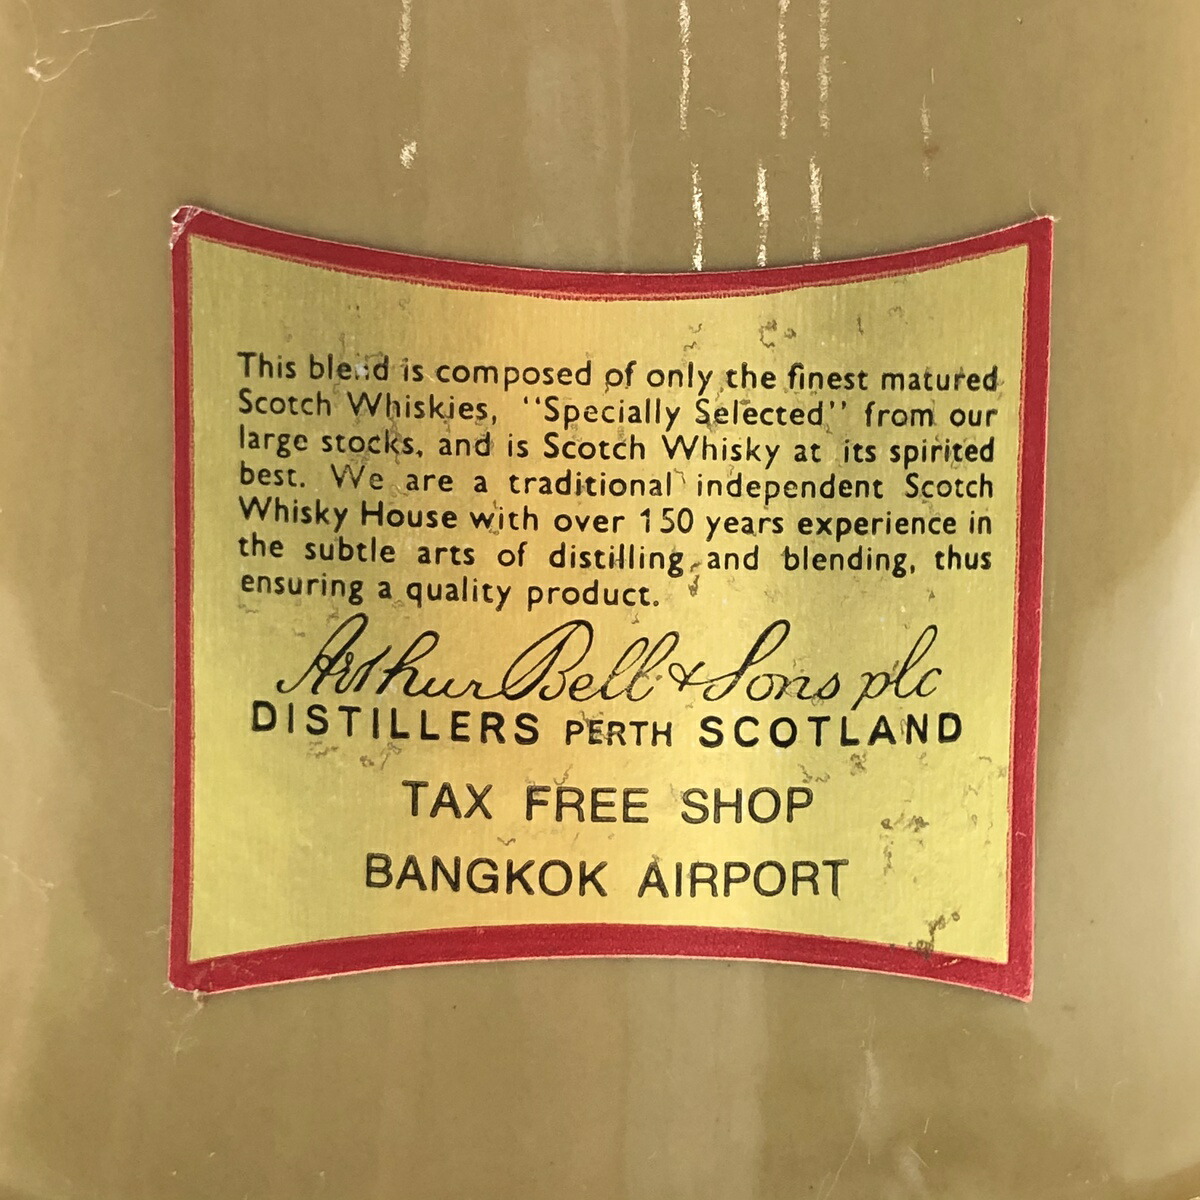 This blend is composed of only the finest matured
Scotch Whiskies, “Specially Selected” from our
large stocks, and is Scotch Whisky at its spirited
best. We are a traditional independent Scotch
Whisky House with over 150 years experience in
the subtle arts of distilling and blending, thus
ensuring a quality product.
Arthur Bell & Sons plc
DISTILLERS PERTH SCOTLAND
TAX FREE SHOP
BANGKOK AIRPORT